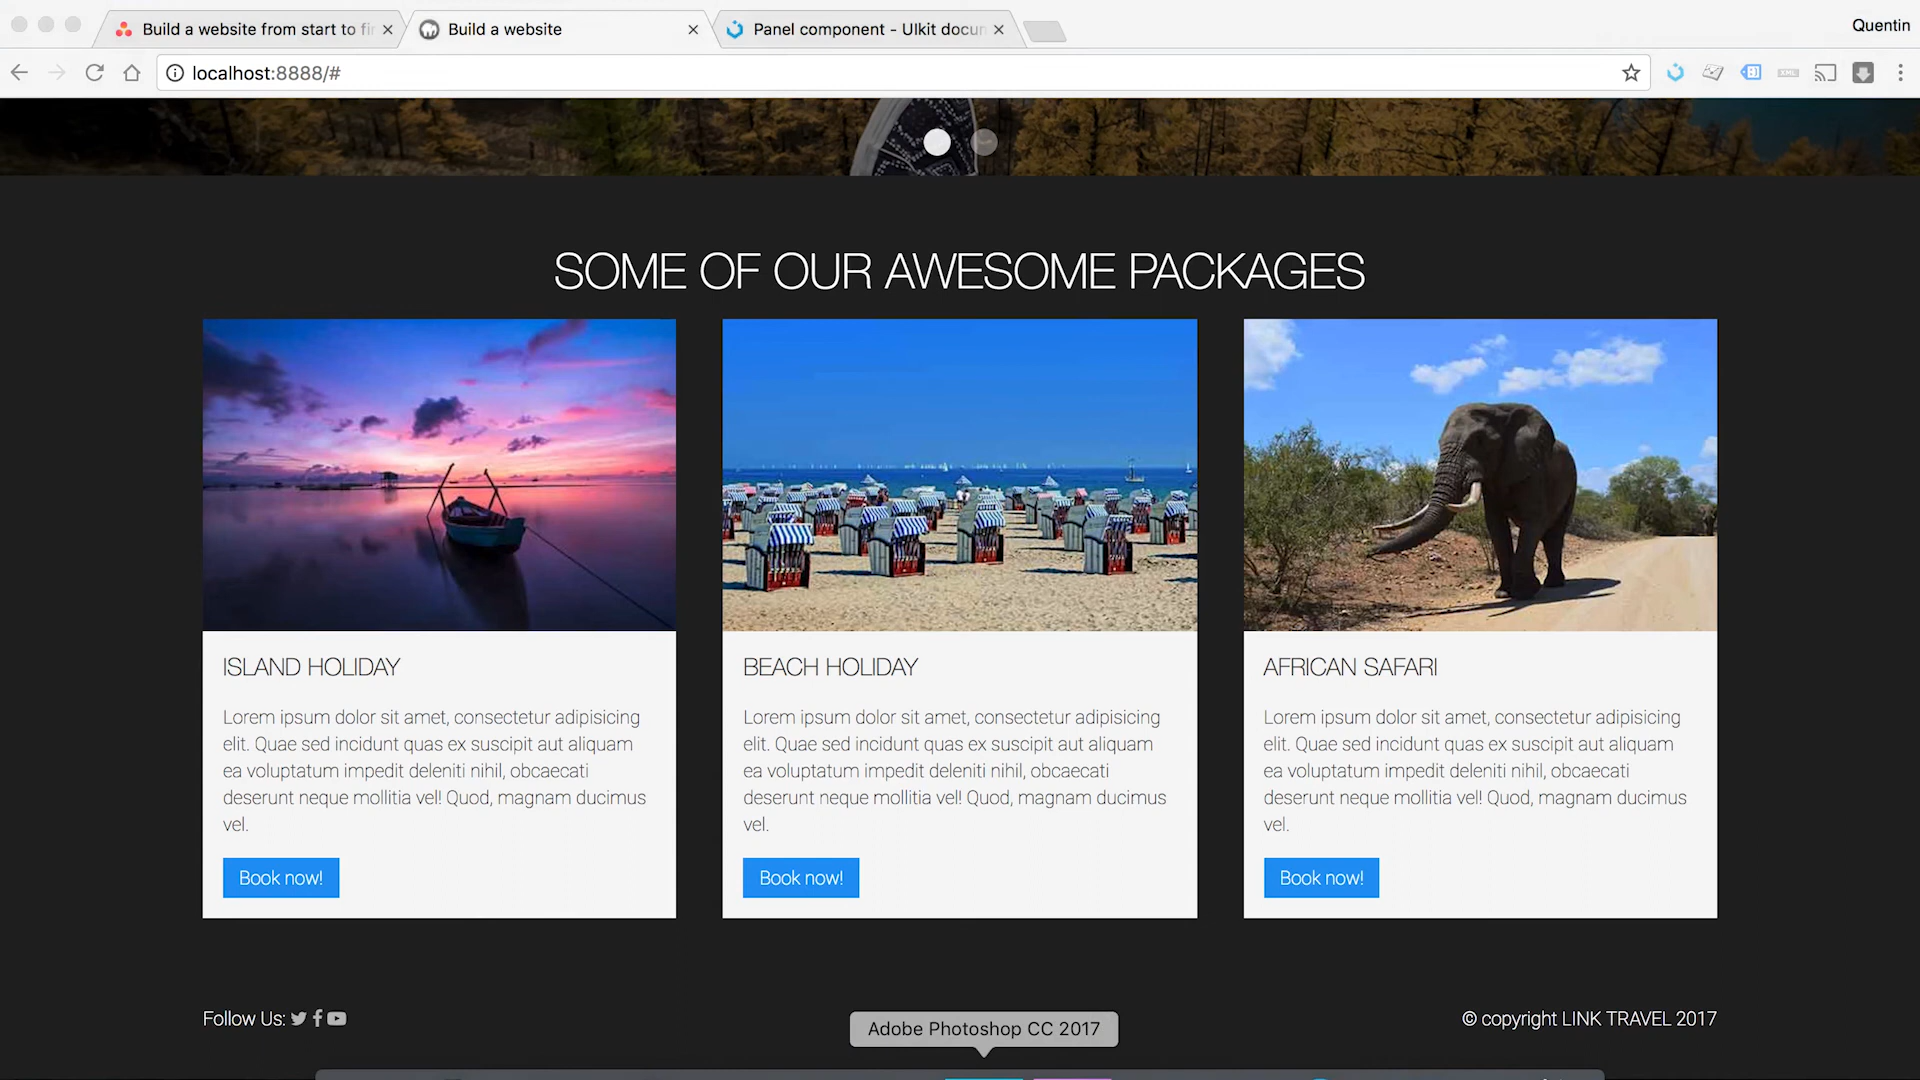 Build a website from start to fi
Build a website
Panel component - UIkit docun
Quentin
localhost:8888/#
SOME OF OUR AWESOME PACKAGES
ISLAND HOLIDAY
Lorem ipsum dolor sit amet, consectetur adipisicing
elit. Quae sed incidunt quas ex suscipit aut aliquam
ea voluptatum impedit deleniti nihil, obcaecati
deserunt neque mollitia vel! Quod, magnam ducimus
vel.
Book now!
BEACH HOLIDAY
Lorem ipsum dolor sit amet, consectetur adipisicing
elit. Quae sed incidunt quas ex suscipit aut aliquam
ea voluptatum impedit deleniti nihil, obcaecati
deserunt neque mollitia vel! Quod, magnam ducimus
vel.
Book now!
AFRICAN SAFARI
Lorem ipsum dolor sit amet, consectetur adipisicing
elit. Quae sed incidunt quas ex suscipit aut aliquam
ea voluptatum impedit deleniti nihil, obcaecati
deserunt neque mollitia vel! Quod, magnam ducimus
vel.
Book now!
Follow Us:
Adobe Photoshop CC 2017
© copyright LINK TRAVEL 2017